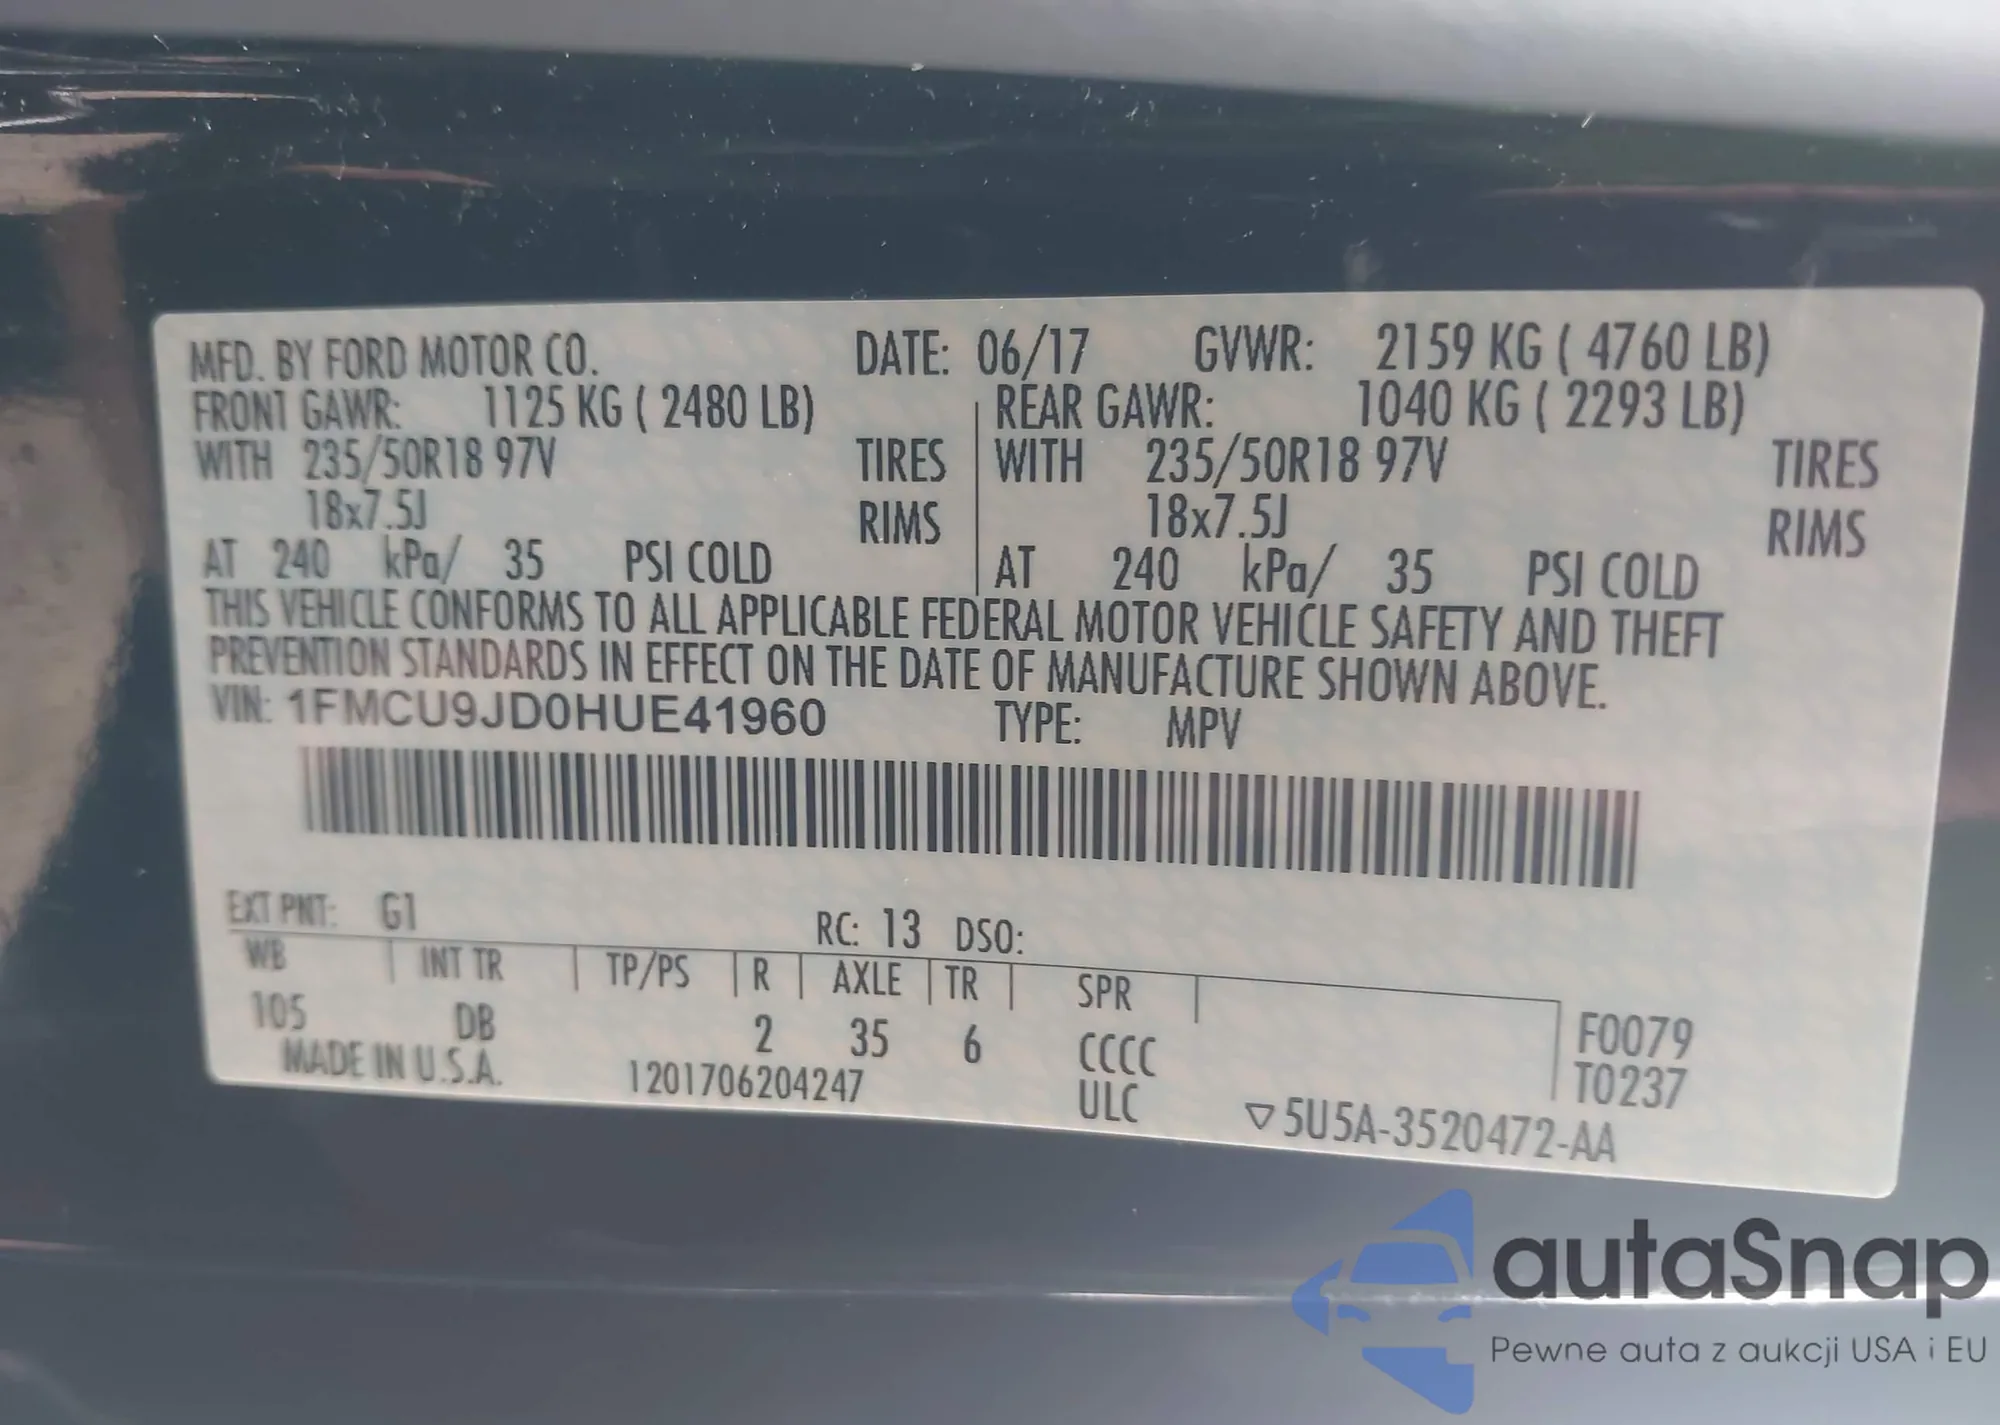 MFD. BY FORD MOTOR CO. DATE: 06/17 GVWR: 2159 KG ( 4760 LB)
FRONT GAWR: 1125 KG ( 2480 LB) REAR GAWR: 1040 KG ( 2293 LB)
WITH 235/50R18 97V TIRES WITH 235/50R18 97V TIRES
18x7.5J RIMS 18x7.5J RIMS
AT 240 kPa/ 35 PSI COLD AT 240 kPa/ 35 PSI COLD
THIS VEHICLE CONFORMS TO ALL APPLICABLE FEDERAL MOTOR VEHICLE SAFETY AND THEFT
PREVENTION STANDARDS IN EFFECT ON THE DATE OF MANUFACTURE SHOWN ABOVE.
VIN: 1FMCU9JD0HUE41960 TYPE: MPV
EXT PNT: G1 RC: 13 DSO:
WB INT TR TP/PS R AXLE TR SPR
105 DB 2 35 6 CCCC F0079
MADE IN U.S.A. 1201706204247 ULC T0237
▽5U5A-3520472-AA
autaSnap
Pewne auta z aukcji USA i EU